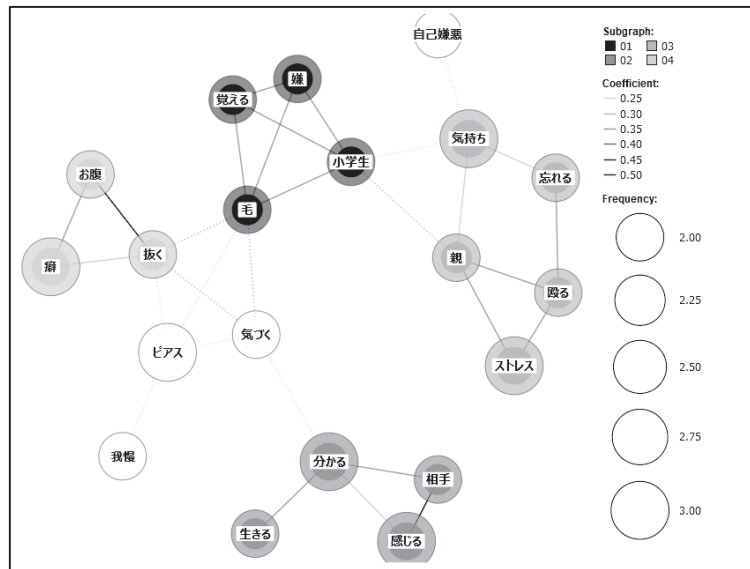 自己嫌悪
嫌
覚える
小学生
気持ち
お腹
忘れる
毛
癖
抜く
親
殴る
気づく
ピアス
ストレス
我慢
分かる
相手
生きる
感じる
Subgraph:
01 03
02 04
Coefficient:
0.25
0.30
0.35
0.40
0.45
0.50
Frequency:
2.00
2.25
2.50
2.75
3.00